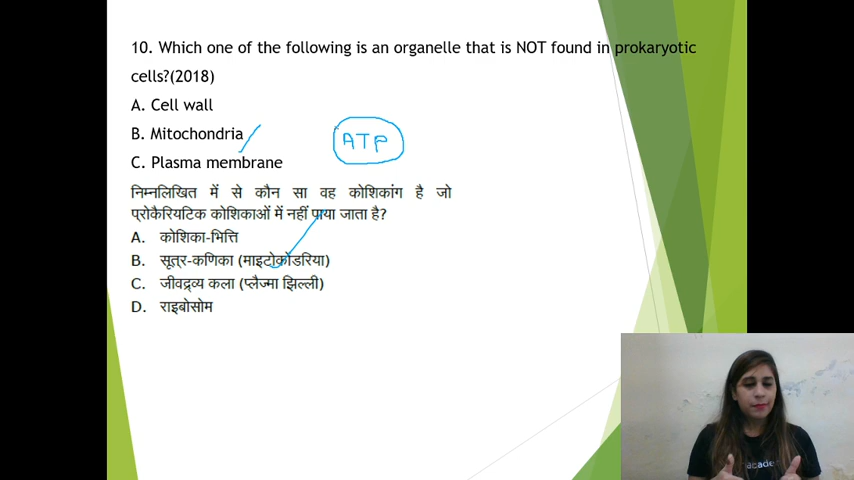 10. Which one of the following is an organelle that is NOT found in prokaryotic
cells?(2018)
A. Cell wall
B. Mitochondria
ATP
C. Plasma membrane
निम्नलिखित में से कौन सा वह कोशिकांग है जो
प्रोकैरियटिक कोशिकाओं में नहीं पाया जाता है?
A. कोशिका-भित्ति
B. सूत्र-कणिका (माइटोकोंडरिया)
C. जीवद्रव्य कला (प्लैज्मा झिल्ली)
D. राइबोसोम